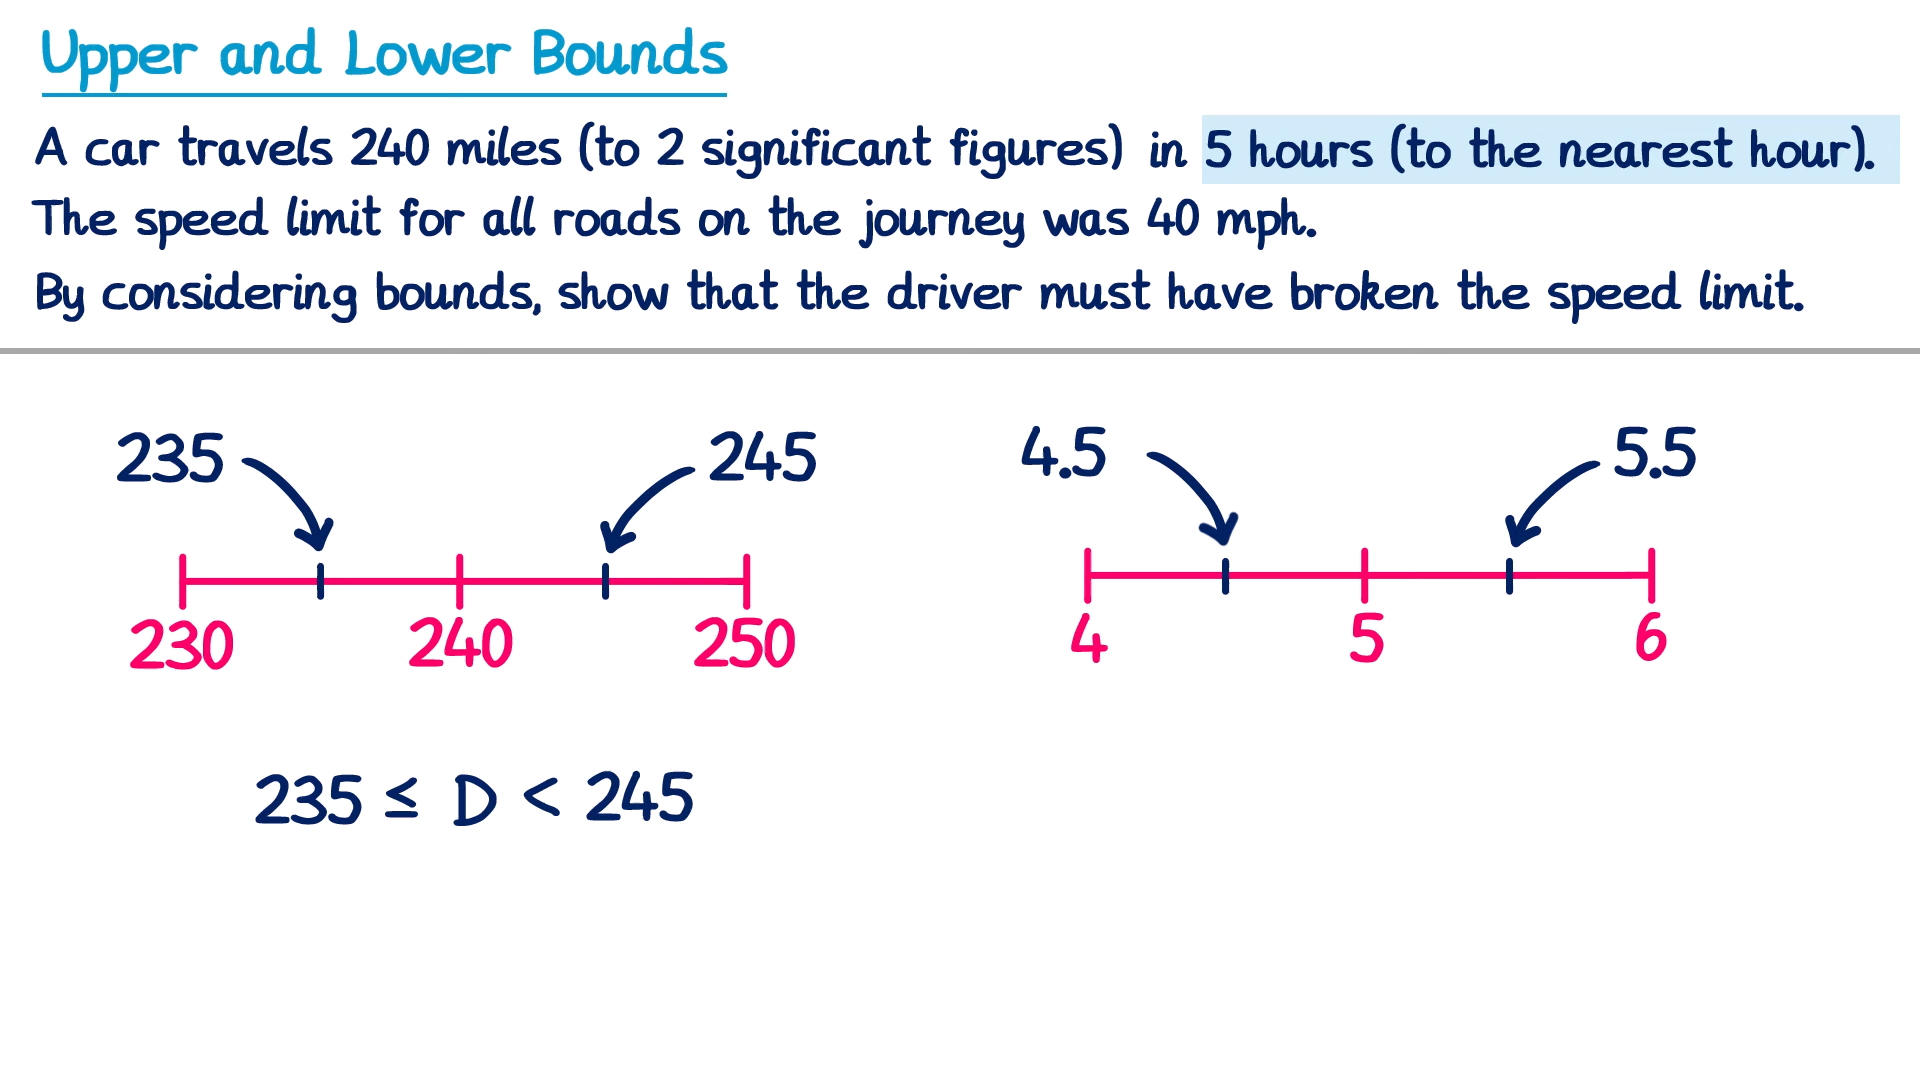 Upper and Lower Bounds
A car travels 240 miles (to 2 significant figures) in 5 hours (to the nearest hour).
The speed limit for all roads on the journey was 40 mph.
By considering bounds, show that the driver must have broken the speed limit.
235 245
230 240 250
4.5 5.5
4 5 6
235 ≤ D < 245